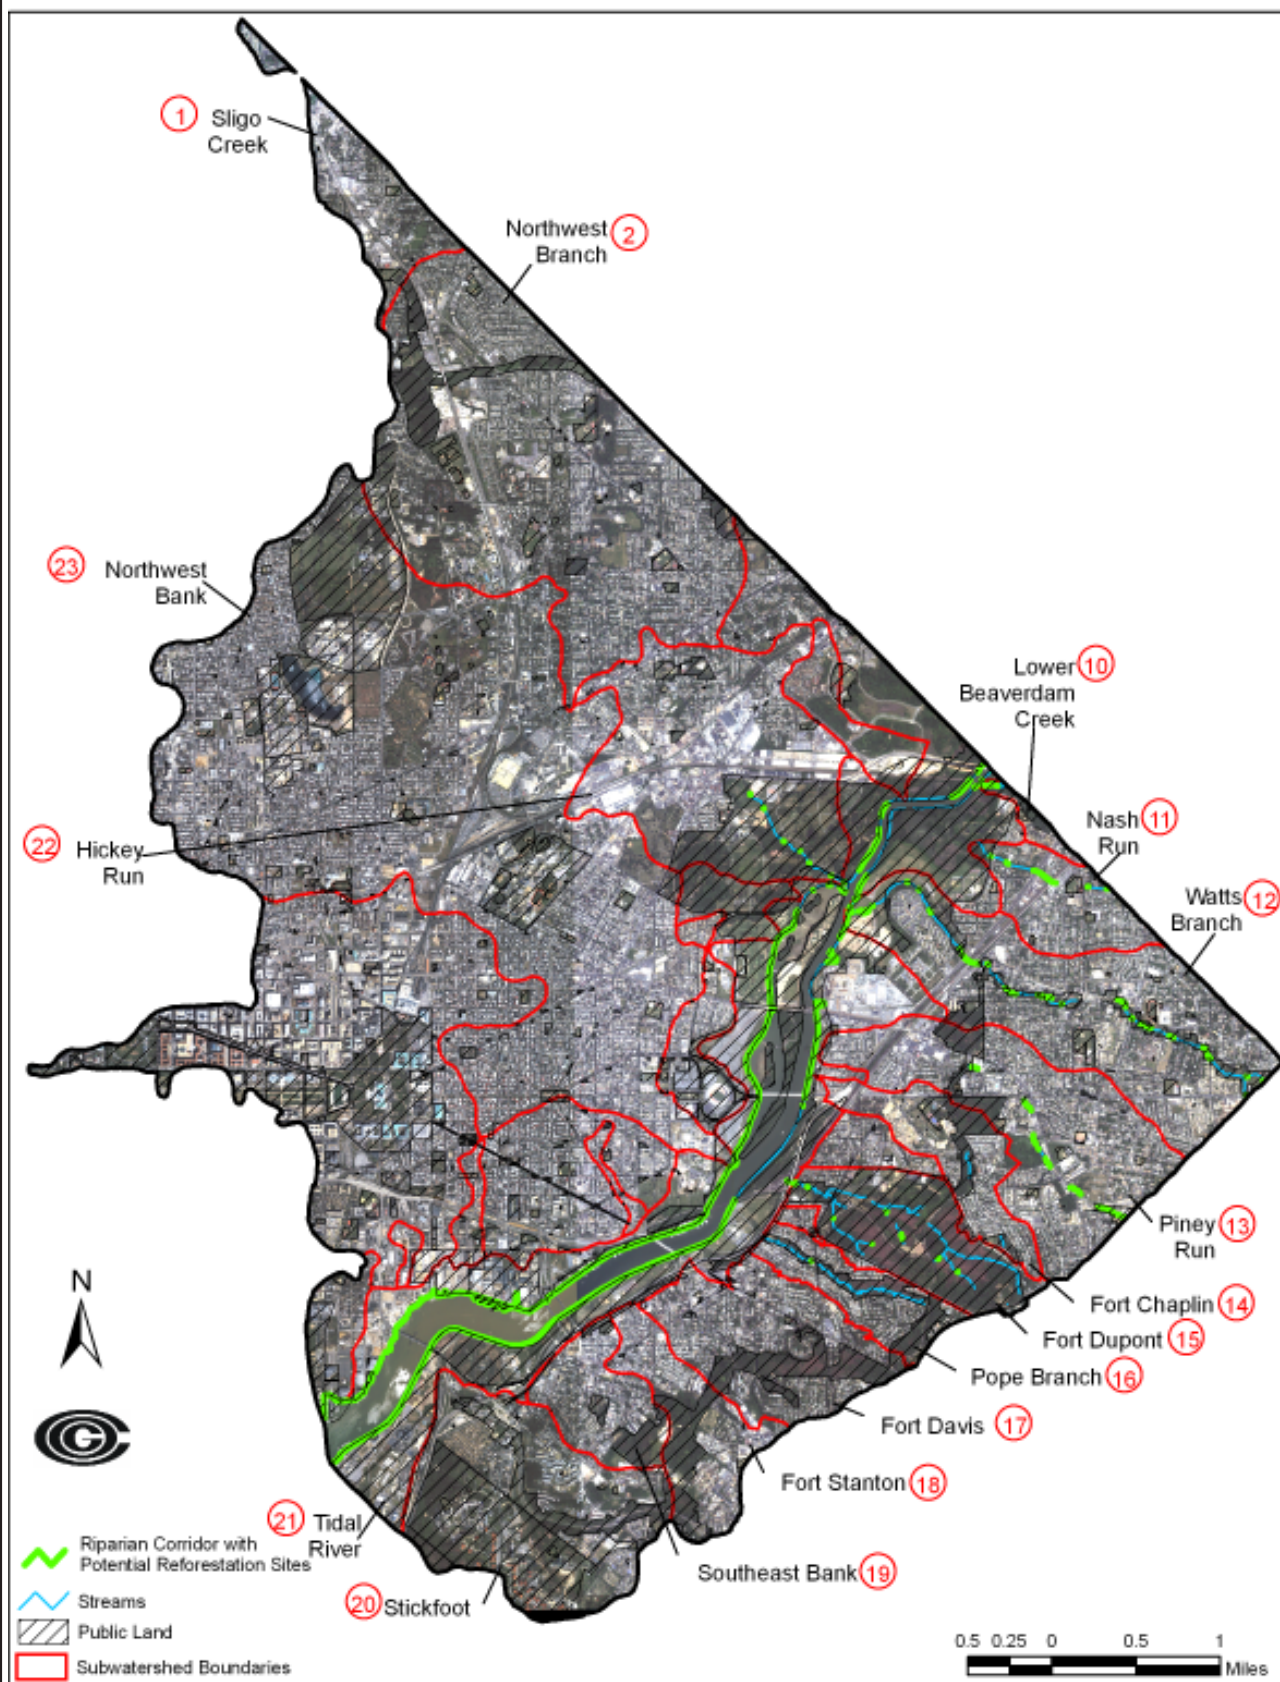 1 Sligo
Creek
Northwest 2
Branch
23 Northwest
Bank
Lower 10
Beaverdam
Creek
Nash 11
Run
22 Hickey
Run
Watts 12
Branch
Piney 13
Run
N
Fort Chaplin 14
Fort Dupont 15
Pope Branch 16
Fort Davis 17
Fort Stanton 18
21 Tidal
River
Southeast Bank 19
20 Stickfoot
Riparian Corridor with
Potential Reforestation Sites
Streams
Public Land
Subwatershed Boundaries
0.5 0.25 0 0.5 1
Miles